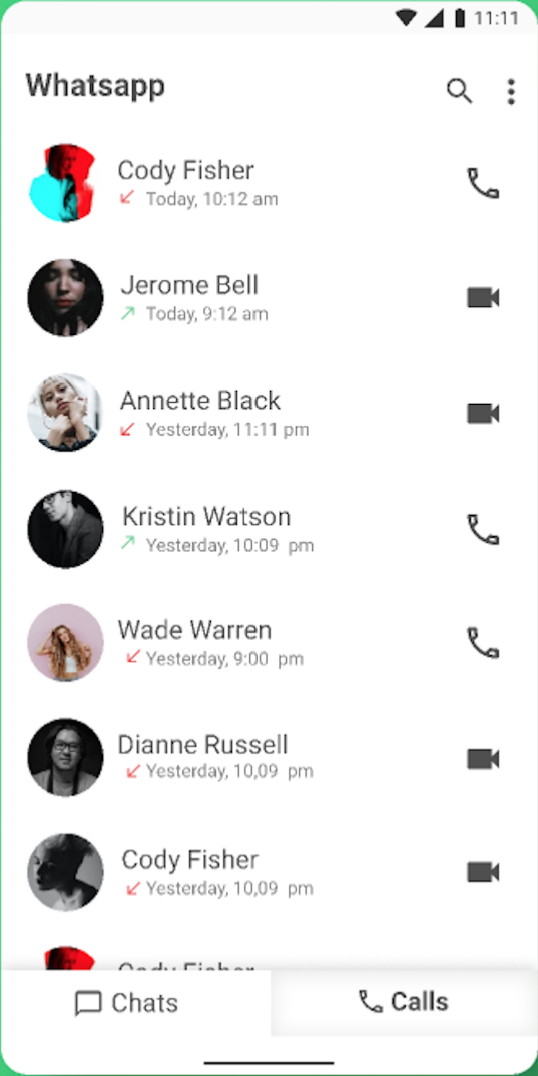 11:11
Whatsapp
Cody Fisher
Today, 10:12 am
Jerome Bell
Today, 9:12 am
Annette Black
Yesterday, 11:11 pm
Kristin Watson
Yesterday, 10:09 pm
Wade Warren
Yesterday, 9:00 pm
Dianne Russell
Yesterday, 10,09 pm
Cody Fisher
Yesterday, 10,09 pm
Cody Fisher
Chats
Calls